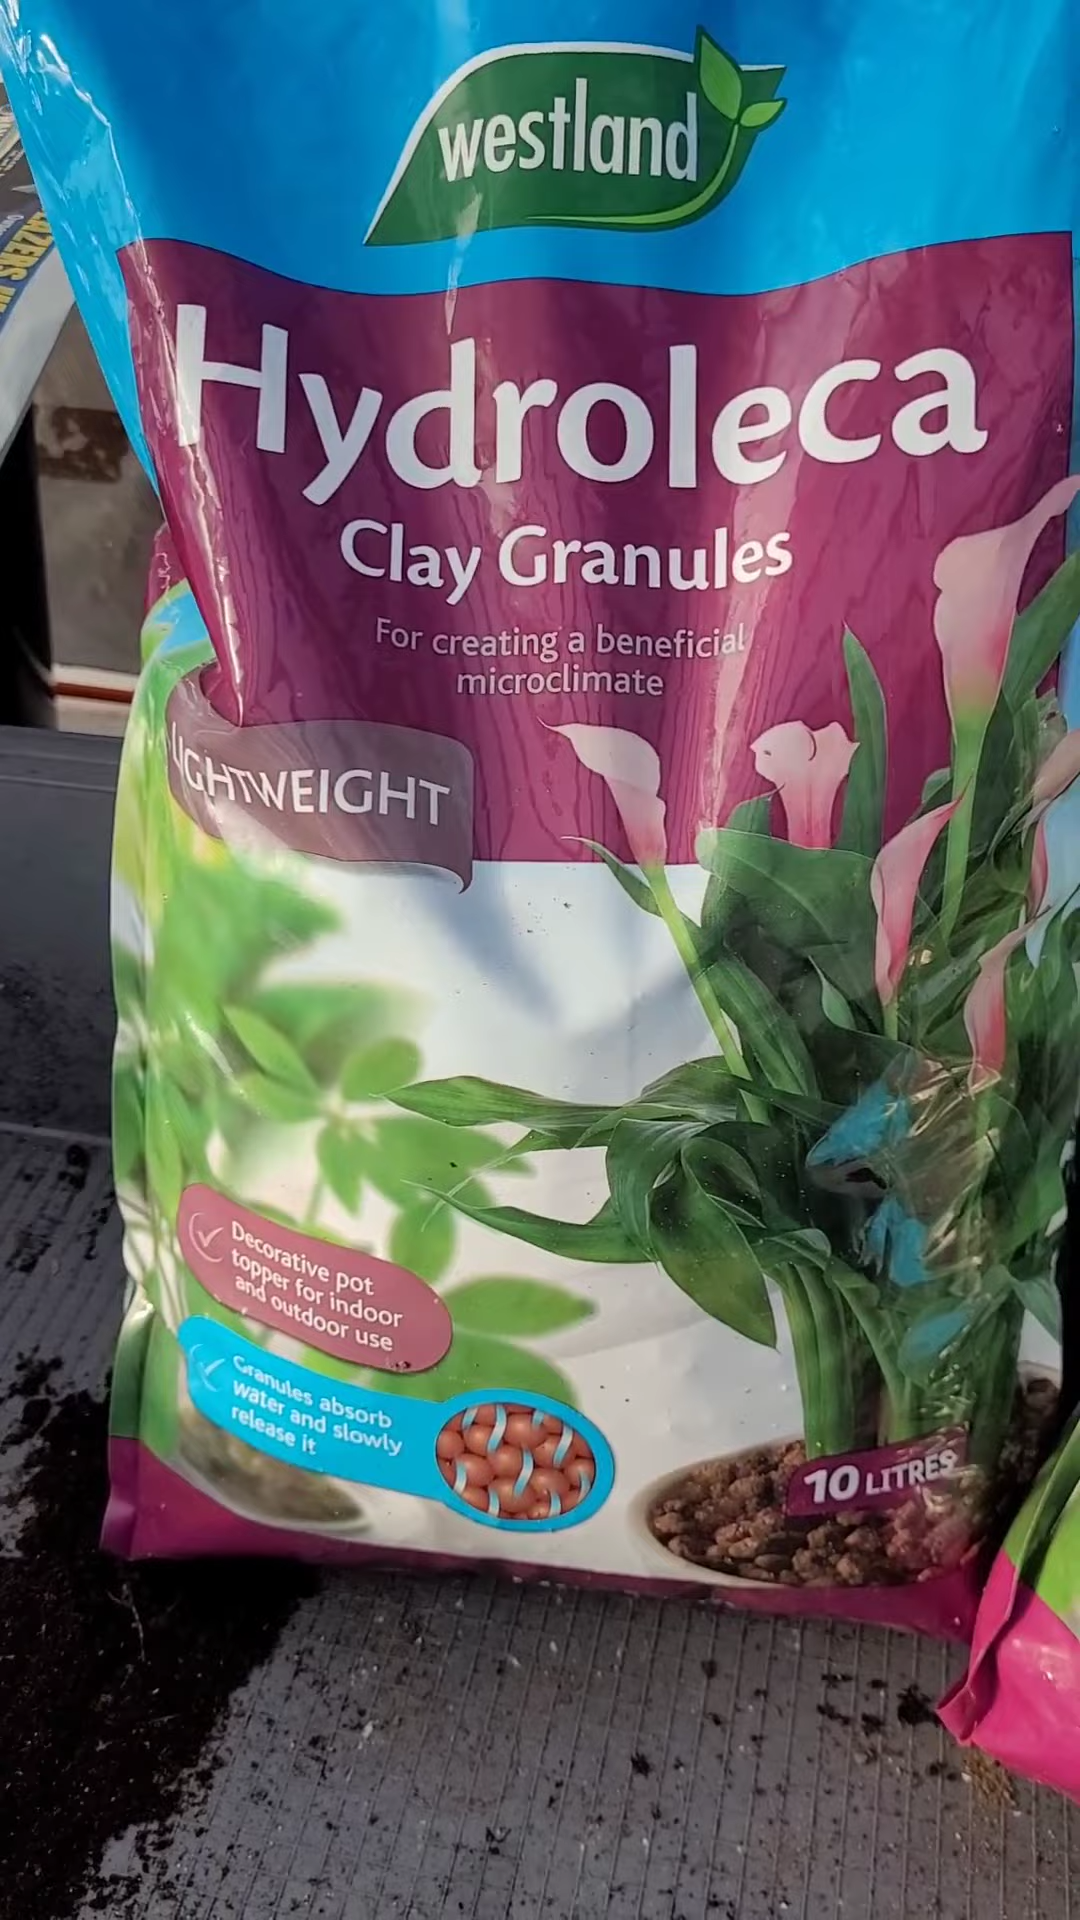 westland
Hydroleca
Clay Granules
For creating a beneficial
microclimate
LIGHTWEIGHT
Decorative pot
topper for indoor
and outdoor use
Granules absorb
water and slowly
release it
10 LITRES